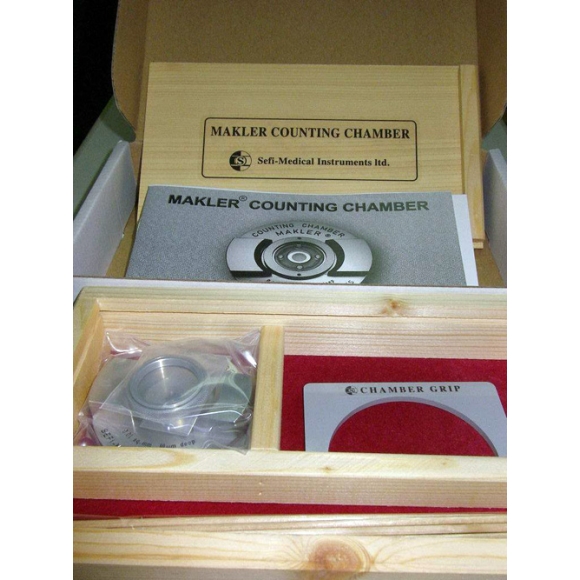 MAKLER COUNTING CHAMBER
Sefi-Medical Instruments ltd.
MAKLER® COUNTING CHAMBER
COUNTING CHAMBER
MAKLER®
CHAMBER GRIP